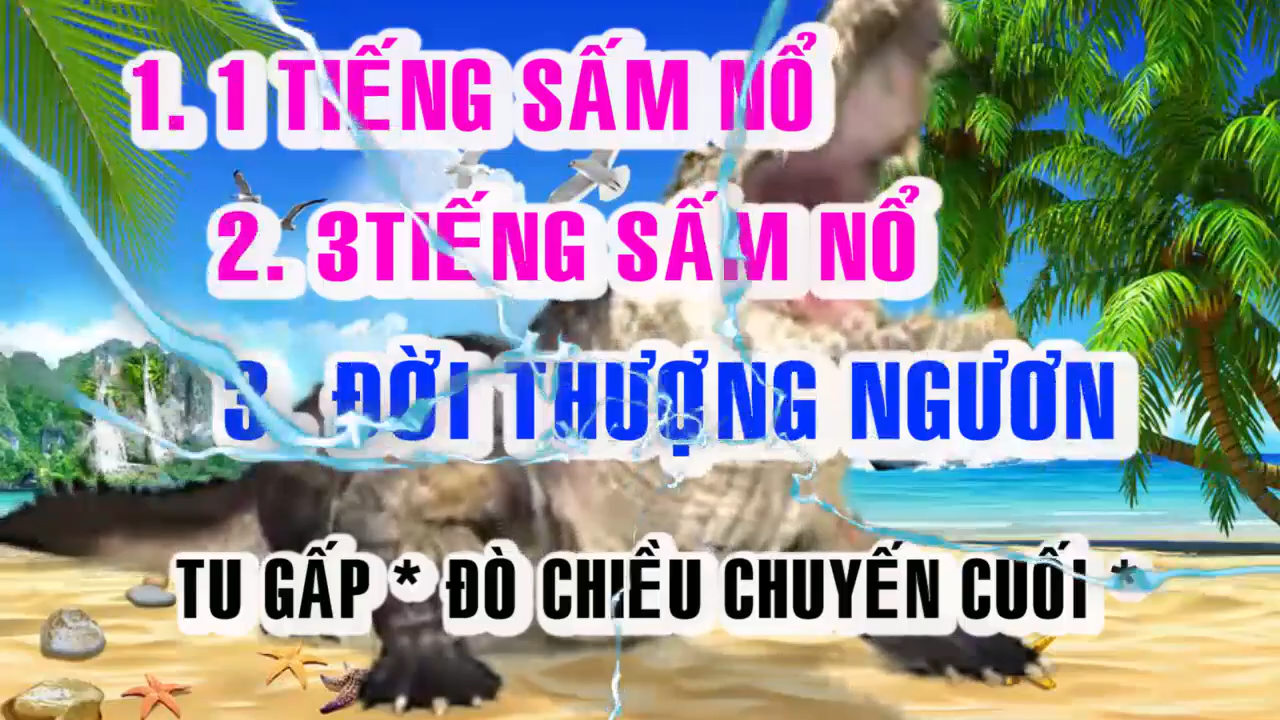 1. 1 TIẾNG SẤM NỔ
2. 3TIẾNG SẤM NỔ
3. ĐỜI THƯỢNG NGƯƠN
TU GẤP * ĐÒ CHIỀU CHUYẾN CUỐI *